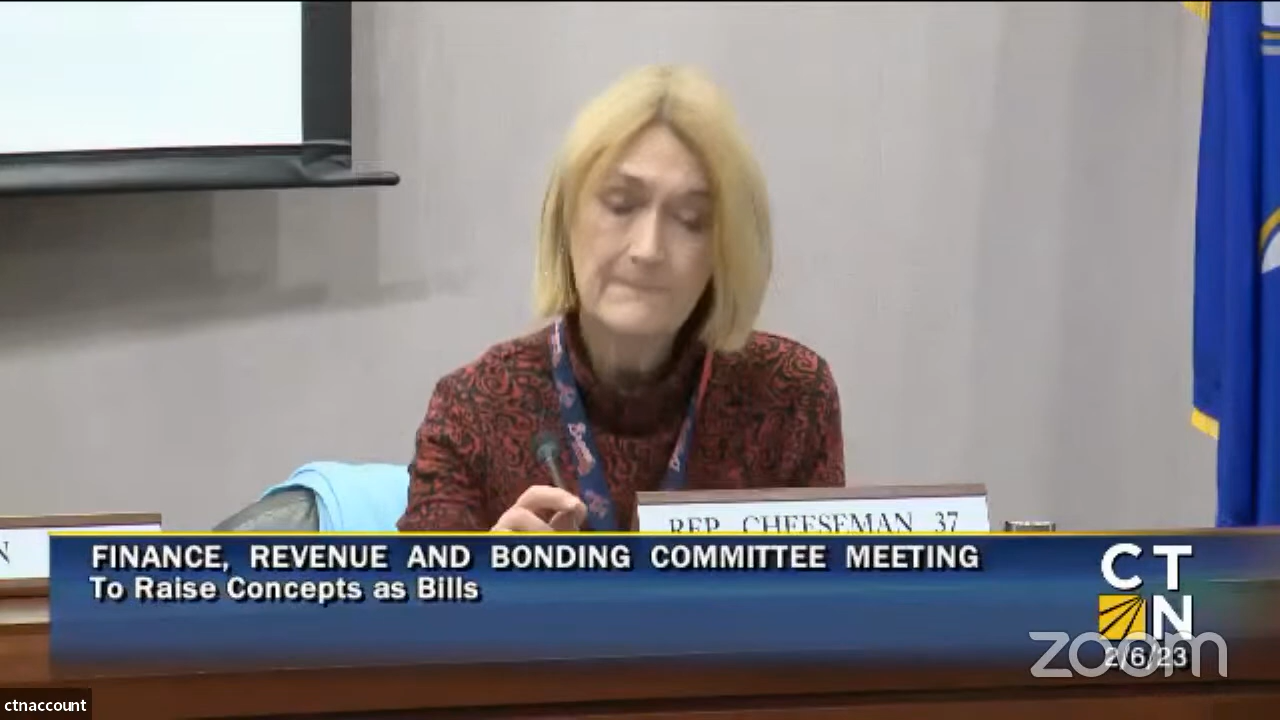 REP. CHEESEMAN 37
N
FINANCE, REVENUE AND BONDING COMMITTEE MEETING
To Raise Concepts as Bills
CT
N
zoom
2/6/23
ctnaccount